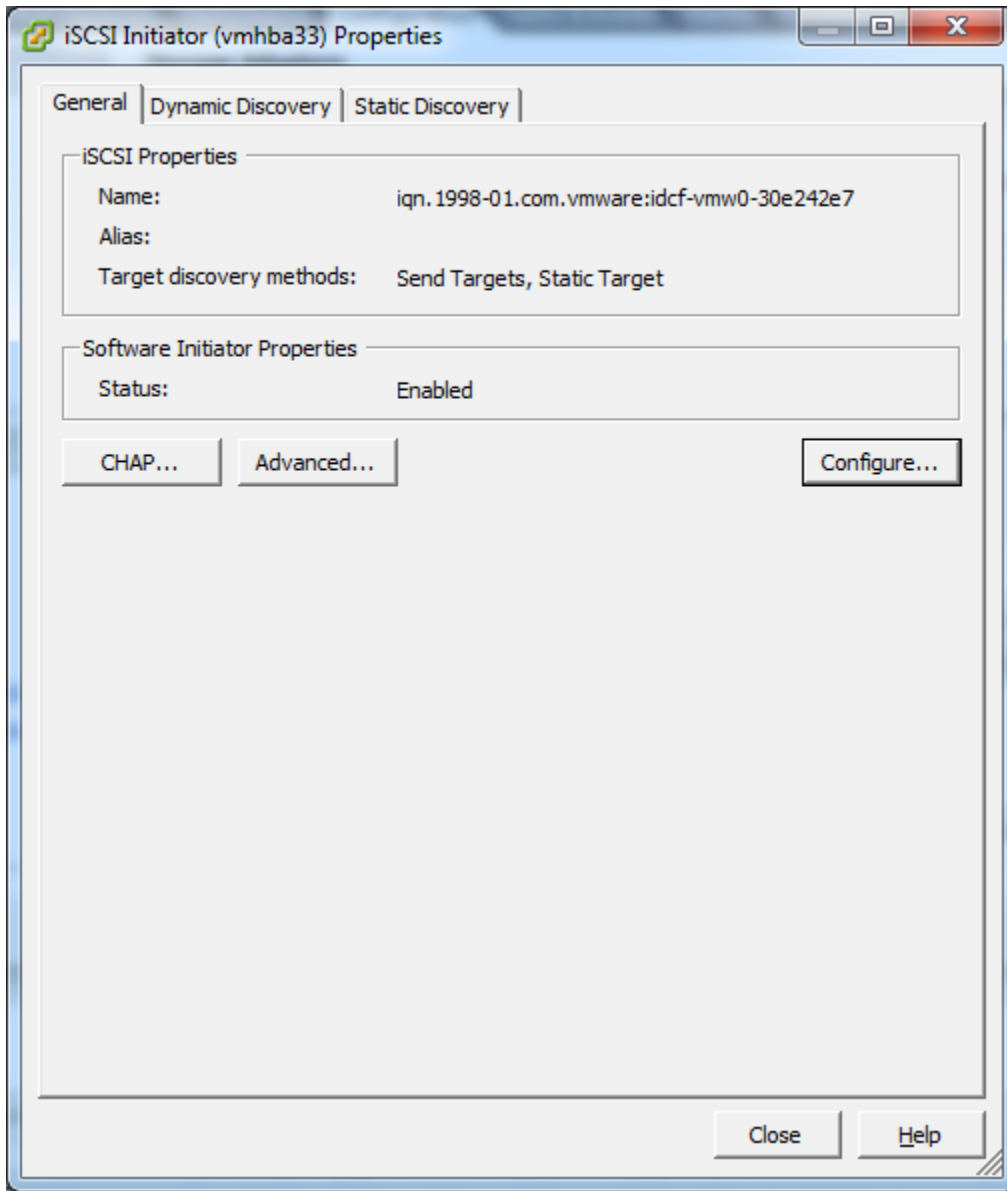 iSCSI Initiator (vmhba33) Properties
General Dynamic Discovery Static Discovery
iSCSI Properties
Name: iqn.1998-01.com.vmware:idcf-vmw0-30e242e7
Alias:
Target discovery methods: Send Targets, Static Target
Software Initiator Properties
Status: Enabled
CHAP... Advanced... Configure...
Close Help